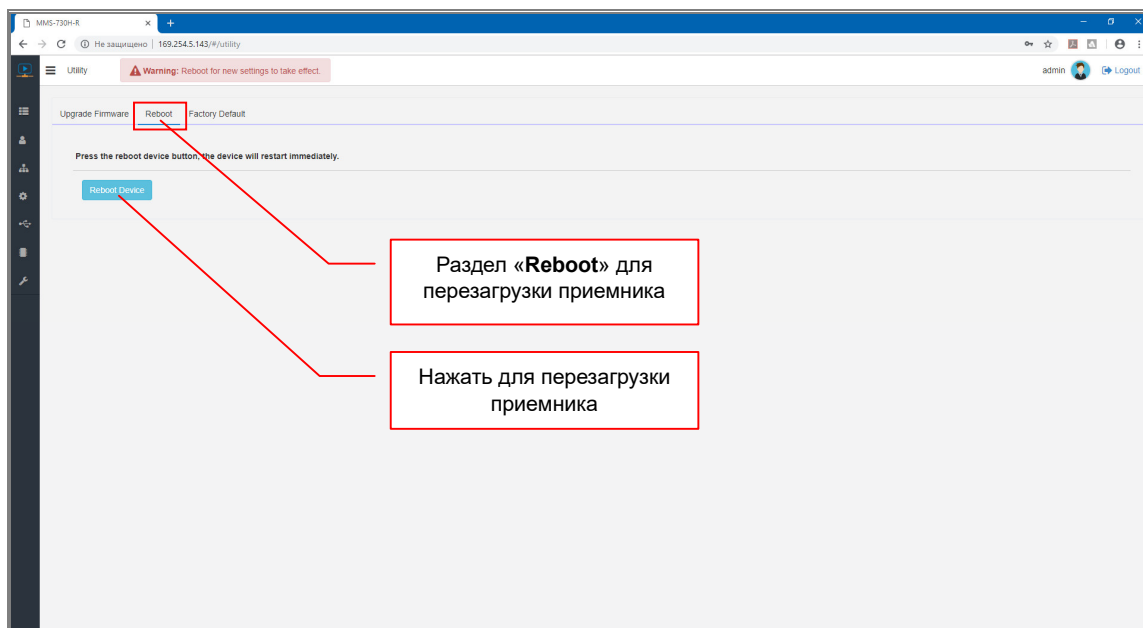 MMS-730H-R
Не защищено | 169.254.5.143/#/utility
Utility
Warning: Reboot for new settings to take effect.
admin
Logout
Upgrade Firmware Reboot Factory Default
Press the reboot device button, the device will restart immediately.
Reboot Device
Раздел «Reboot» для
перезагрузки приемника
Нажать для перезагрузки
приемника